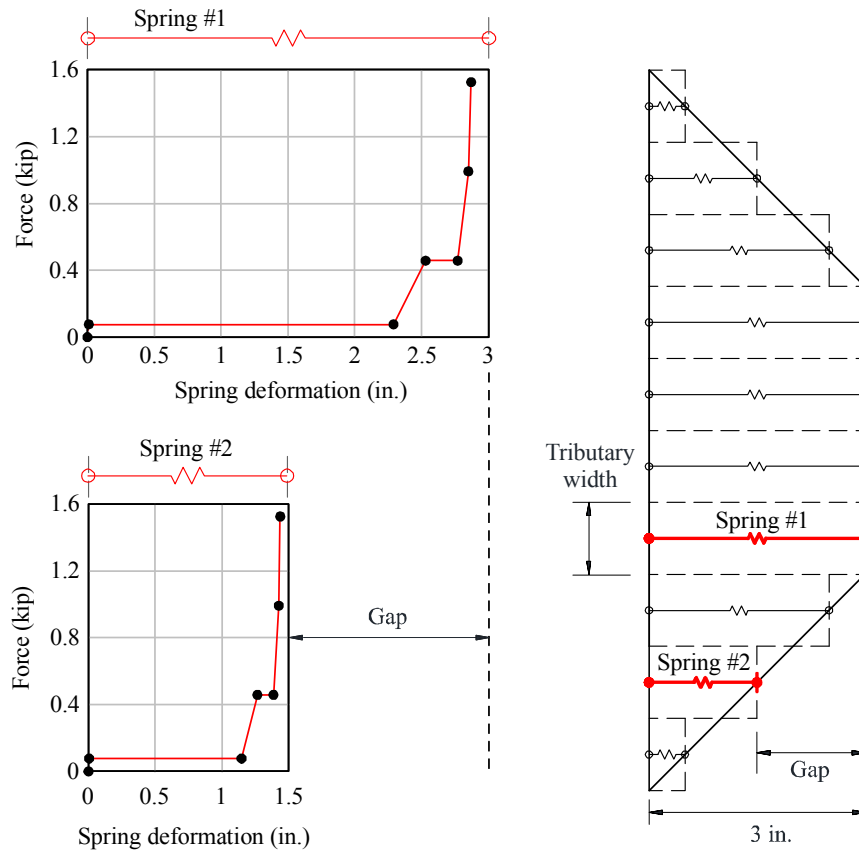 Spring #1
1.6
1.2
0.8
0.4
0
Force (kip)
0
0.5
1
1.5
2
2.5
3
Spring deformation (in.)
Spring #2
1.6
1.2
0.8
0.4
0
Force (kip)
0
0.5
1
1.5
Spring deformation (in.)
Gap
Tributary
width
Spring #1
Spring #2
Gap
3 in.